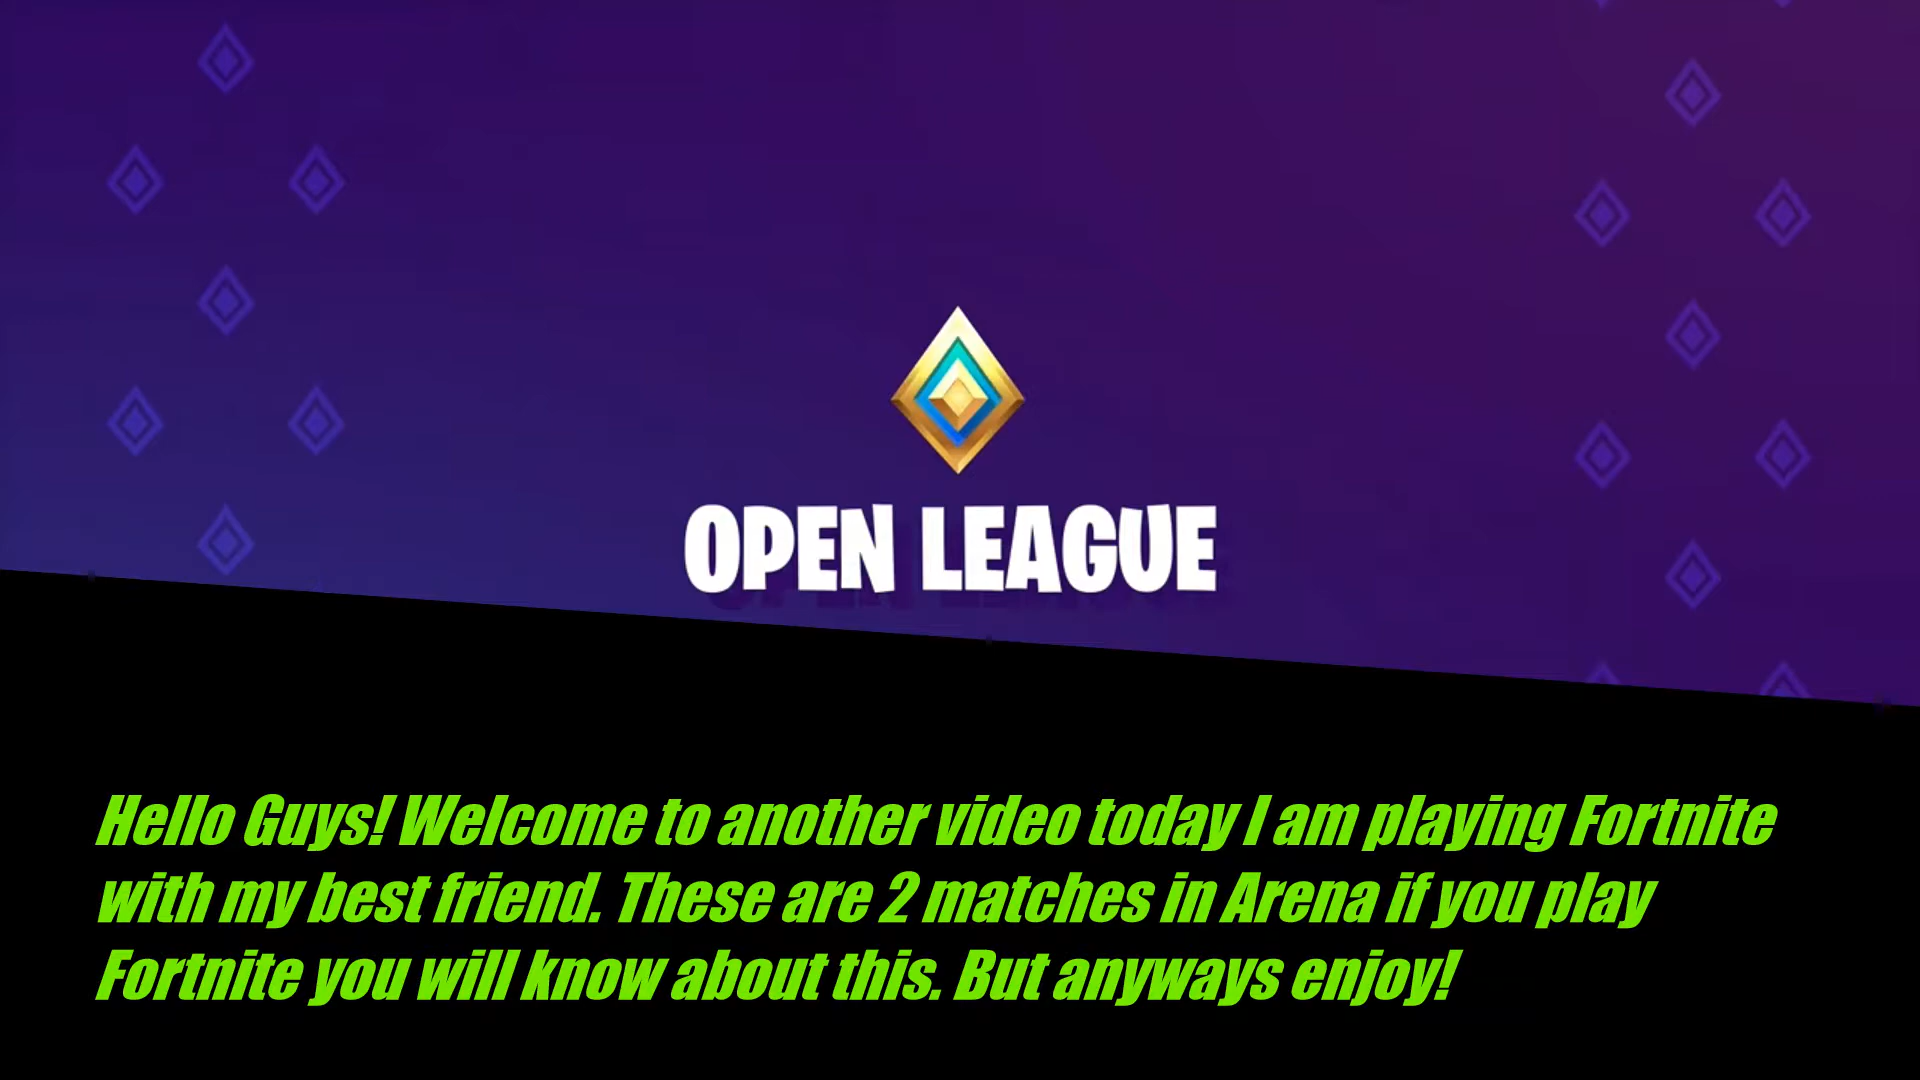 OPEN LEAGUE
Hello Guys! Welcome to another video today I am playing Fortnite
with my best friend. These are 2 matches in Arena if you play
Fortnite you will know about this. But anyways enjoy!